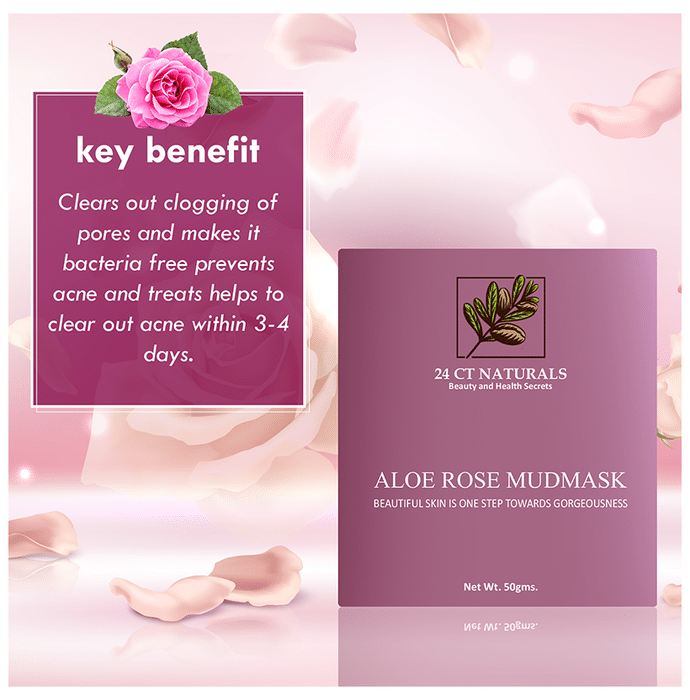 key benefit
Clears out clogging of
pores and makes it
bacteria free prevents
acne and treats helps to
clear out acne within 3-4
days.
24 CT NATURALS
Beauty and Health Secrets
ALOE ROSE MUDMASK
BEAUTIFUL SKIN IS ONE STEP TOWARDS GORGEOUSNESS
Net Wt. 50gms.